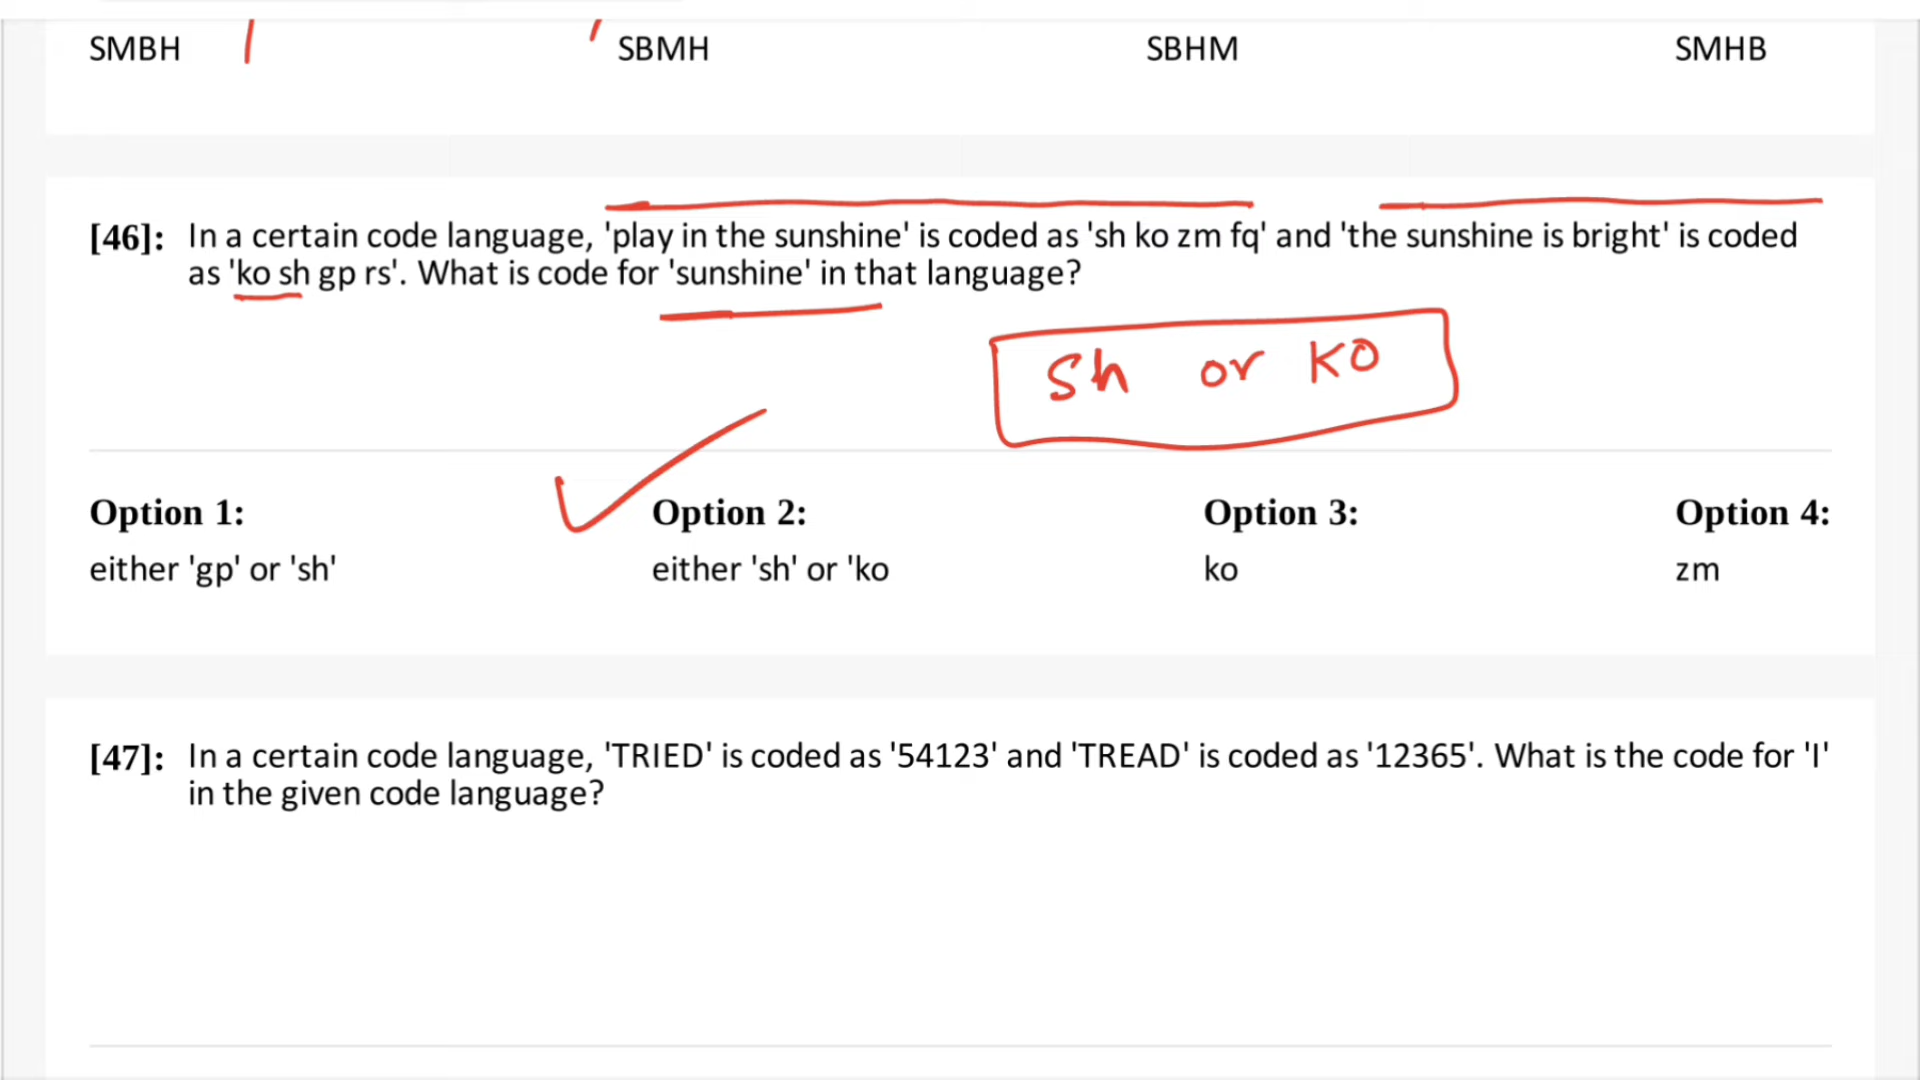 SMBH SBMH SBHM SMHB
[46]: In a certain code language, 'play in the sunshine' is coded as 'sh ko zm fq' and 'the sunshine is bright' is coded
as 'ko sh gp rs'. What is code for 'sunshine' in that language?
Sh or KO
Option 1: Option 2: Option 3: Option 4:
either 'gp' or 'sh' either 'sh' or 'ko ko zm
[47]: In a certain code language, 'TRIED' is coded as '54123' and 'TREAD' is coded as '12365'. What is the code for 'I'
in the given code language?